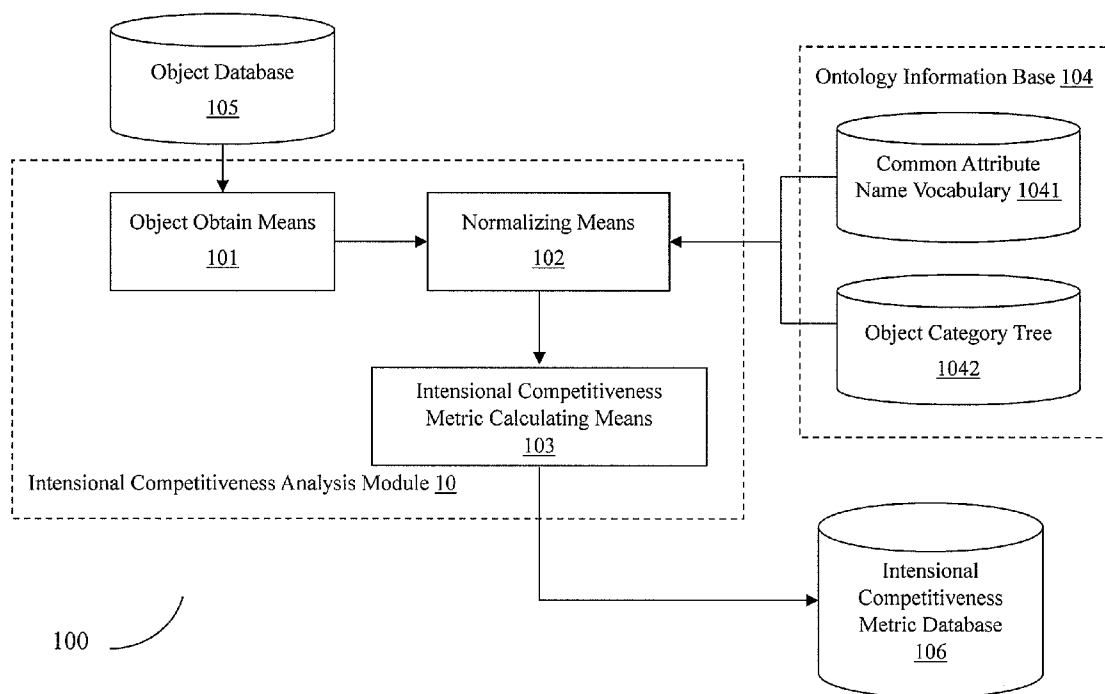 Object Database
105
Ontology Information Base 104
Common Attribute
Name Vocabulary 1041
Object Obtain Means
101
Normalizing Means
102
Object Category Tree
1042
Intensional Competitiveness
Metric Calculating Means
103
Intensional Competitiveness Analysis Module 10
Intensional
Competitiveness
Metric Database
106
100